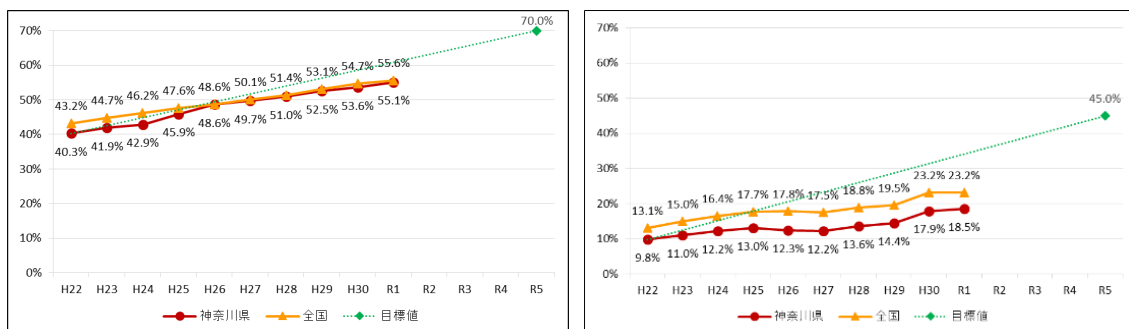 70%
60%
50%
40%
30%
20%
10%
0%
70.0%
43.2% 44.7% 46.2% 47.6% 48.6% 50.1% 51.4% 53.1% 54.7% 55.6%
40.3% 41.9% 42.9% 45.9% 48.6% 49.7% 51.0% 52.5% 53.6% 55.1%
H22 H23 H24 H25 H26 H27 H28 H29 H30 R1 R2 R3 R4 R5
神奈川県 全国 目標値
70%
60%
50%
40%
30%
20%
10%
0%
45.0%
13.1% 15.0% 16.4% 17.7% 17.8% 17.5% 18.8% 19.5% 23.2% 23.2%
9.8% 11.0% 12.2% 13.0% 12.3% 12.2% 13.6% 14.4% 17.9% 18.5%
H22 H23 H24 H25 H26 H27 H28 H29 H30 R1 R2 R3 R4 R5
神奈川県 全国 目標値